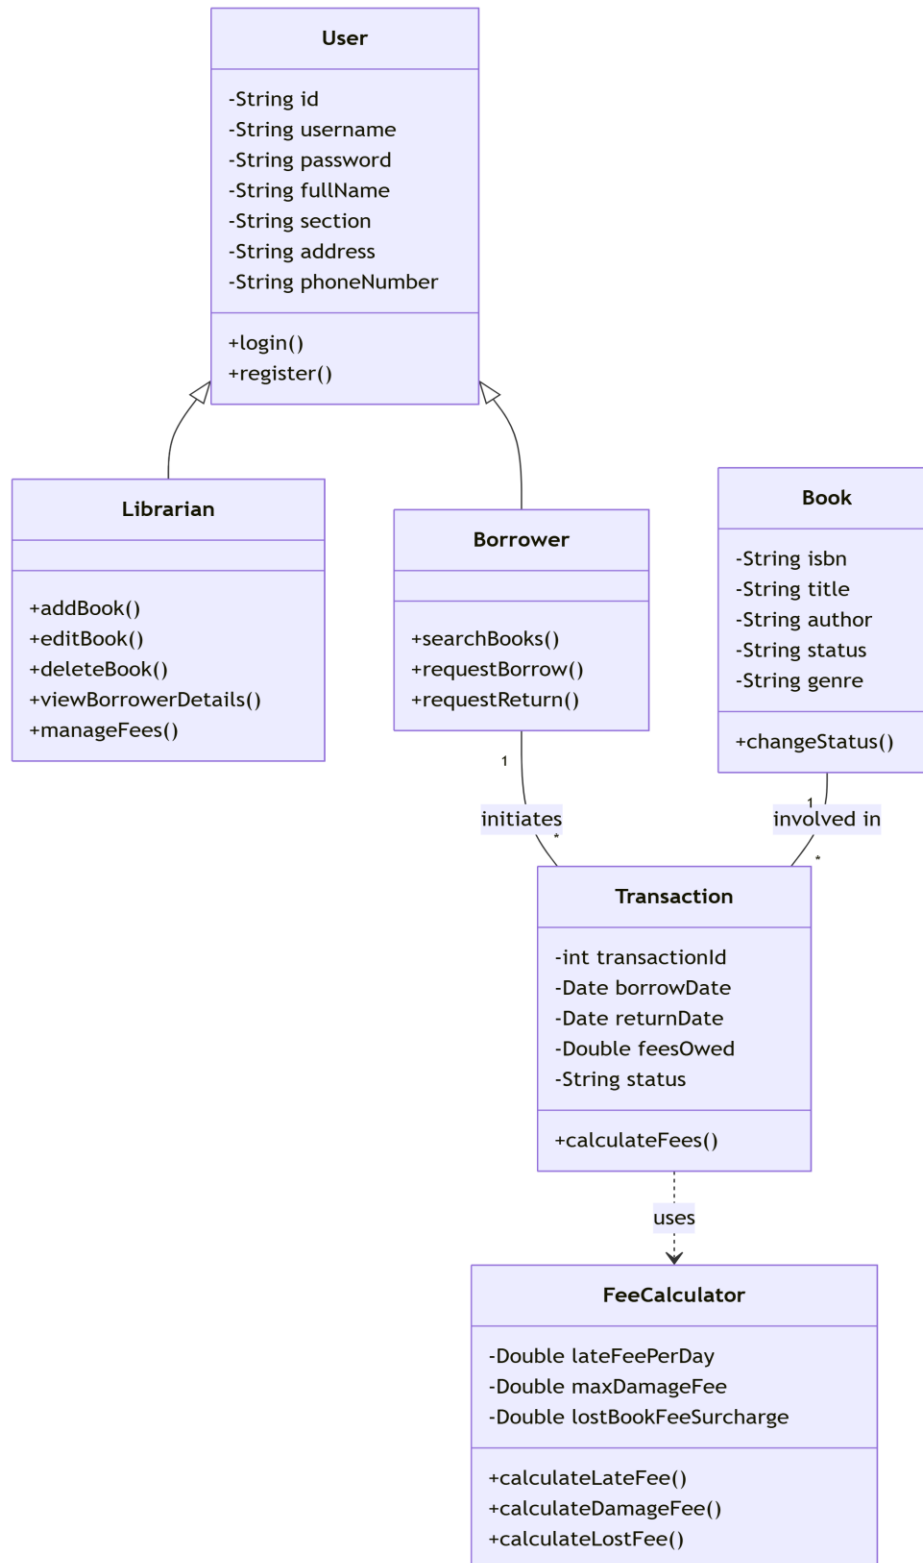 User
-String id
-String username
-String password
-String fullName
-String section
-String address
-String phoneNumber
+login()
+register()
Librarian
+addBook()
+editBook()
+deleteBook()
+viewBorrowerDetails()
+manageFees()
Borrower
+searchBooks()
+requestBorrow()
+requestReturn()
Book
-String isbn
-String title
-String author
-String status
-String genre
+changeStatus()
1
initiates
*
1
involved in
*
Transaction
-int transactionId
-Date borrowDate
-Date returnDate
-Double feesOwed
-String status
+calculateFees()
uses
FeeCalculator
-Double lateFeePerDay
-Double maxDamageFee
-Double lostBookFeeSurcharge
+calculateLateFee()
+calculateDamageFee()
+calculateLostFee()